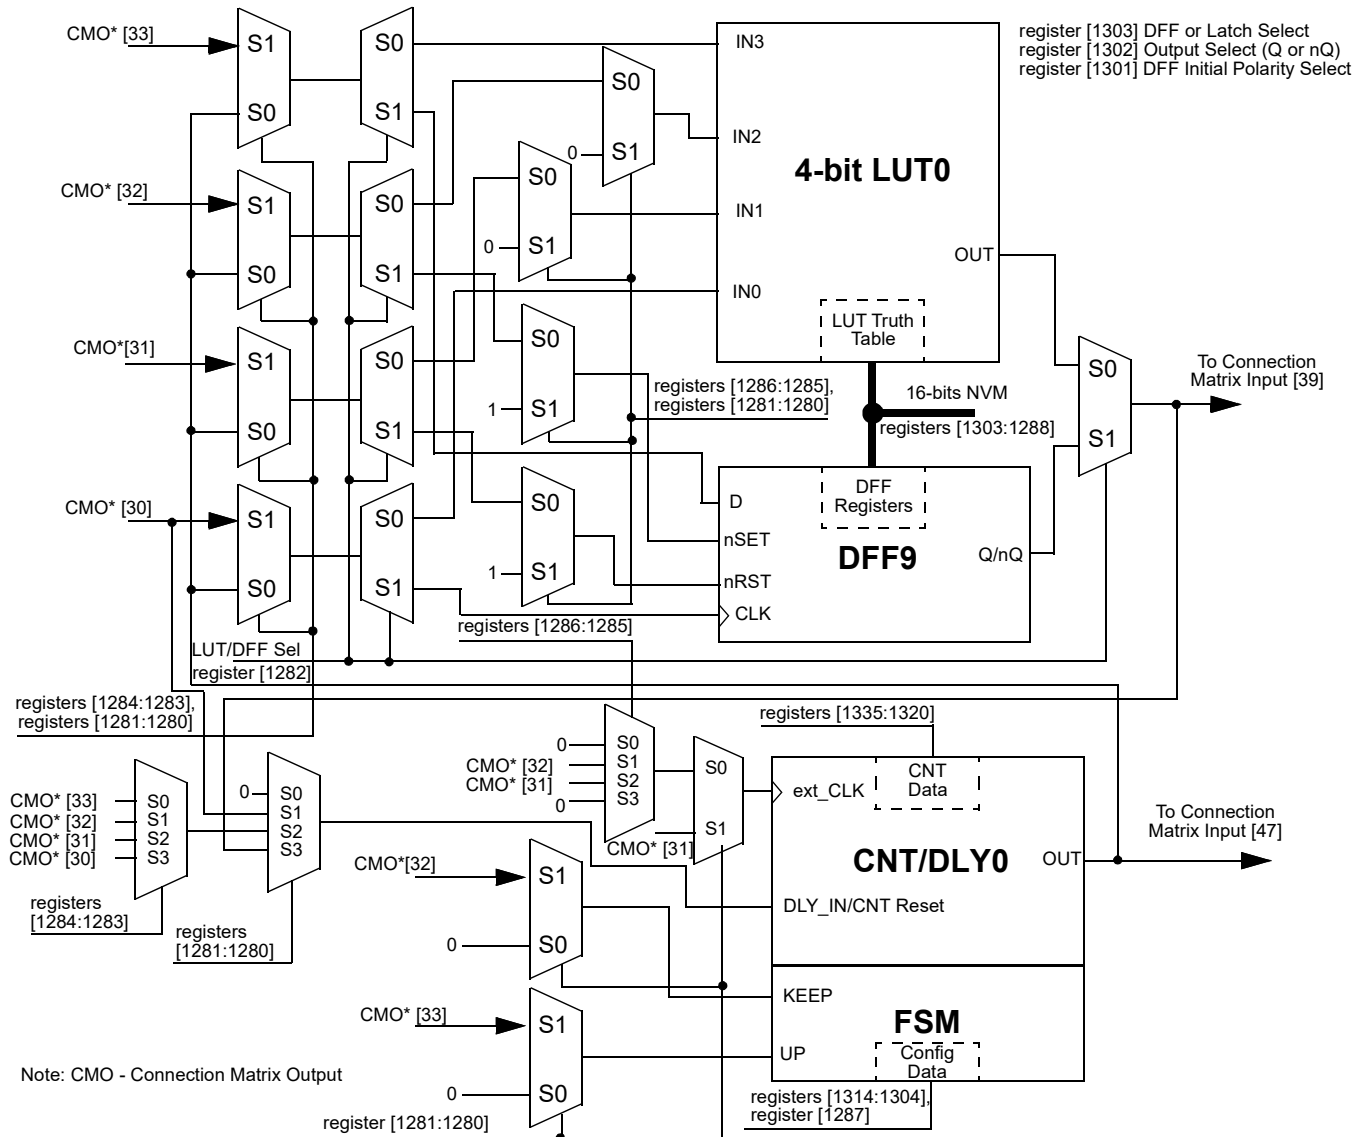 CMO* [33]
S1
S0
S0
S1
CMO* [32]
S1
S0
S0
S1
CMO*[31]
S1
S0
S0
S1
CMO* [30]
S1
S0
S0
S1
S0
S1
0
S0
S1
0
S0
S1
1
S0
S1
1
IN3
IN2
IN1
IN0
4-bit LUT0
OUT
LUT Truth
Table
register [1303] DFF or Latch Select
register [1302] Output Select (Q or nQ)
register [1301] DFF Initial Polarity Select
registers [1286:1285],
registers [1281:1280]
16-bits NVM
registers [1303:1288]
S0
S1
To Connection
Matrix Input [39]
DFF
Registers
D
nSET
nRST
CLK
DFF9
Q/nQ
LUT/DFF Sel
register [1282]
registers [1286:1285]
registers [1284:1283],
registers [1281:1280]
CMO* [33]
CMO* [32]
CMO* [31]
CMO* [30]
S0
S1
S2
S3
registers
[1284:1283]
0
S0
S1
S2
S3
registers
[1281:1280]
0
CMO* [32]
CMO* [31]
0
S0
S1
S2
S3
S0
S1
CMO* [31]
registers [1335:1320]
CNT
Data
ext_CLK
CNT/DLY0
OUT
DLY_IN/CNT Reset
To Connection
Matrix Input [47]
CMO*[32]
S1
0
S0
KEEP
FSM
UP
Config
Data
CMO* [33]
S1
0
S0
register [1281:1280]
registers [1314:1304],
register [1287]
Note: CMO - Connection Matrix Output